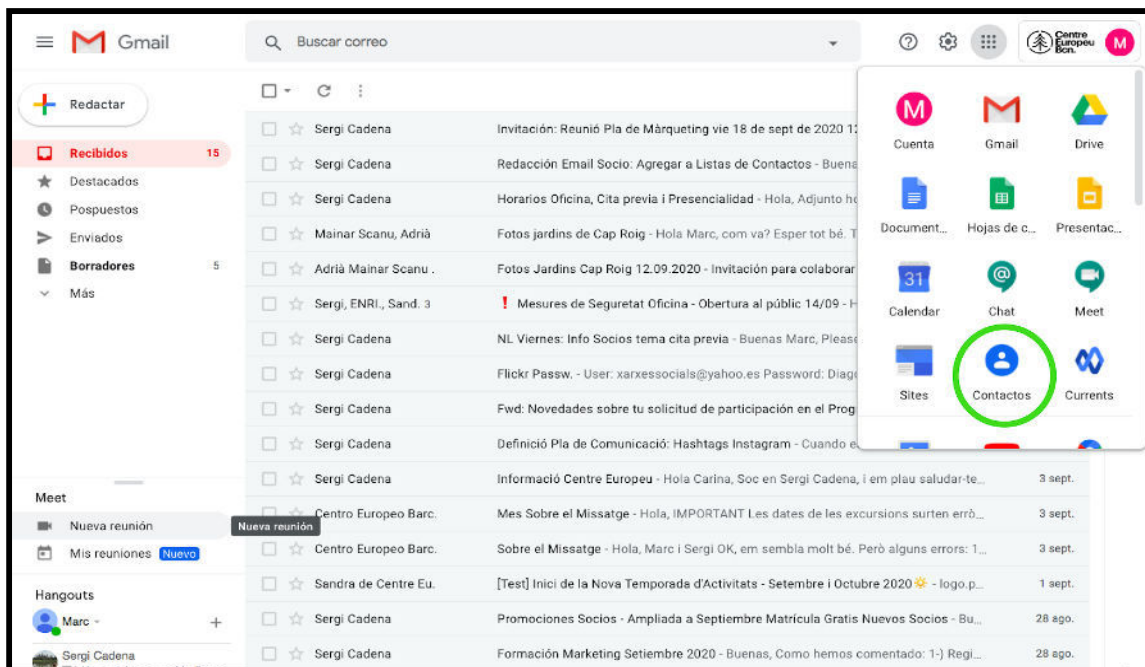 Gmail
Buscar correo
Centre
Europeu
Bcn.
M
Redactar
Recibidos 15
Destacados
Pospuestos
Enviados
Borradores 5
Más
Sergi Cadena Invitación: Reunió Pla de Màrqueting vie 18 de sept de 2020 12
Sergi Cadena Redacción Email Socio: Agregar a Listas de Contactos - Buena
Sergi Cadena Horarios Oficina, Cita previa i Presencialidad - Hola, Adjunto
Mainar Scanu, Adrià Fotos jardins de Cap Roig - Hola Marc, com va? Esper tot bé. T
Adrià Mainar Scanu . Fotos Jardins Cap Roig 12.09.2020 - Invitación para colaborar
Sergi, ENRI., Sand. 3 ! Mesures de Seguretat Oficina - Obertura al públic 14/09 - H
Sergi Cadena NL Viernes: Info Socios tema cita previa - Buenas Marc, Please
Sergi Cadena Flickr Passw. - User: xarxessocials@yahoo.es Password: Diag
Sergi Cadena Fwd: Novedades sobre tu solicitud de participación en el Prog
Sergi Cadena Definició Pla de Comunicació: Hashtags Instagram - Cuando e
Sergi Cadena Informació Centre Europeu - Hola Carina, Soc en Sergi Cadena, i em plau saludar-te... 3 sept.
Centro Europeo Barc. Mes Sobre el Missatge - Hola, IMPORTANT Les dates de les excursions surten errò... 3 sept.
Centro Europeo Barc. Sobre el Missatge - Hola, Marc i Sergi OK, em sembla molt bé. Però alguns errors: 1... 3 sept.
Sandra de Centre Eu. [Test] Inici de la Nova Temporada d'Activitats - Setembre i Octubre 2020☀ - logo.p... 1 sept.
Sergi Cadena Promociones Socios - Ampliada a Septiembre Matrícula Gratis Nuevos Socios - Bu... 28 ago.
Sergi Cadena Formación Marketing Setiembre 2020 - Buenas, Como hemos comentado: 1-) Regi... 28 ago.
M
Cuenta Gmail Drive
Document... Hojas de c... Presentac...
31
Calendar Chat Meet
Sites Contactos Currents
Meet
Nueva reunión
Nueva reunión
Mis reuniones Nuevo
Hangouts
Marc
Sergi Cadena